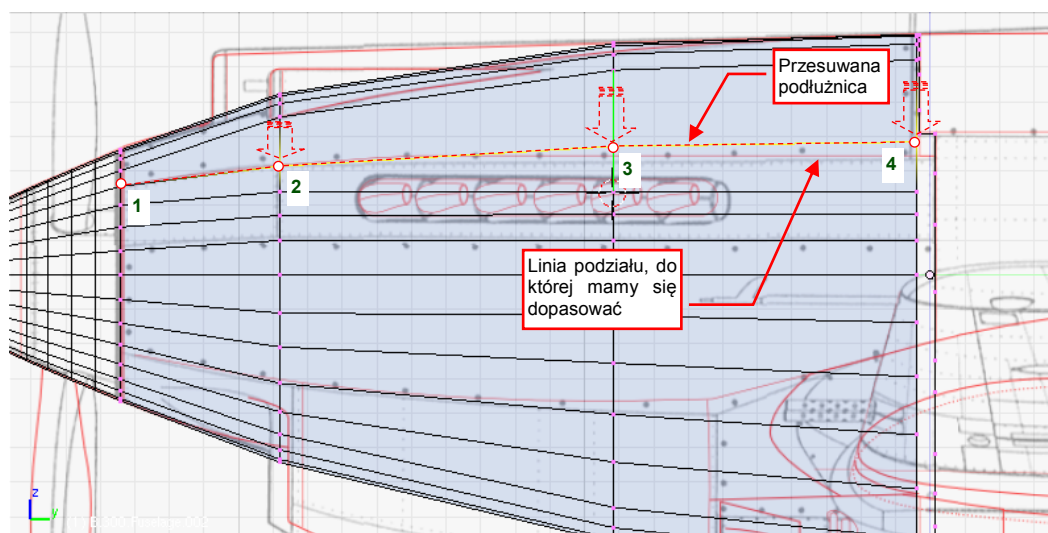 Przesuwana
podłużnica
1
2
3
4
Linia podziału, do
której mamy się
dopasować
z
y